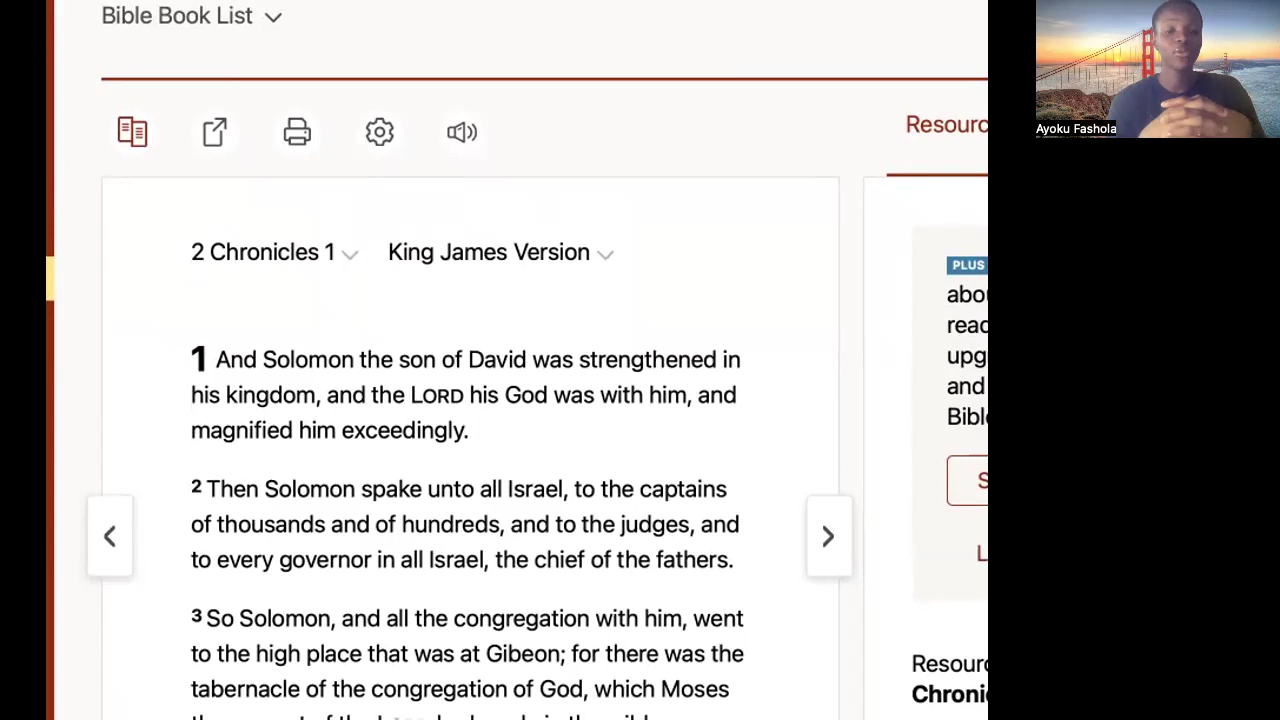 Bible Book List
Resourc
Ayoku Fashola
2 Chronicles 1 King James Version
1 And Solomon the son of David was strengthened in
his kingdom, and the LORD his God was with him, and
magnified him exceedingly.
2 Then Solomon spake unto all Israel, to the captains
of thousands and of hundreds, and to the judges, and
to every governor in all Israel, the chief of the fathers.
3 So Solomon, and all the congregation with him, went
to the high place that was at Gibeon; for there was the
tabernacle of the congregation of God, which Moses
PLUS
abou
read
upg
and
Bible
S
L
Resourc
Chroni